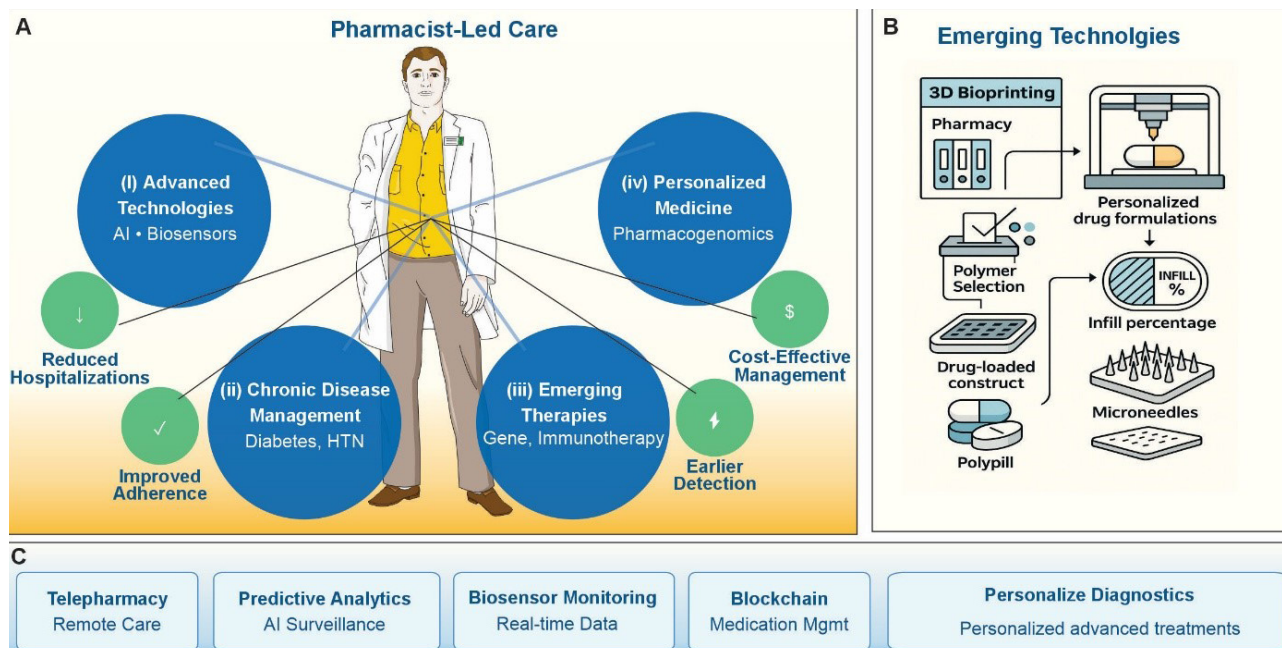 A
Pharmacist-Led Care
(I) Advanced
Technologies
AI • Biosensors
(iv) Personalized
Medicine
Pharmacogenomics
↓
Reduced
Hospitalizations
$
Cost-Effective
Management
(ii) Chronic Disease
Management
Diabetes, HTN
(iii) Emerging
Therapies
Gene, Immunotherapy
✓
Improved
Adherence
Earlier
Detection
B
Emerging Technolgies
3D Bioprinting
Pharmacy
Personalized
drug formulations
Polymer
Selection
INFILL
%
Infill percentage
Drug-loaded
construct
Microneedles
Polypill
C
Telepharmacy
Remote Care
Predictive Analytics
AI Surveillance
Biosensor Monitoring
Real-time Data
Blockchain
Medication Mgmt
Personalize Diagnostics
Personalized advanced treatments